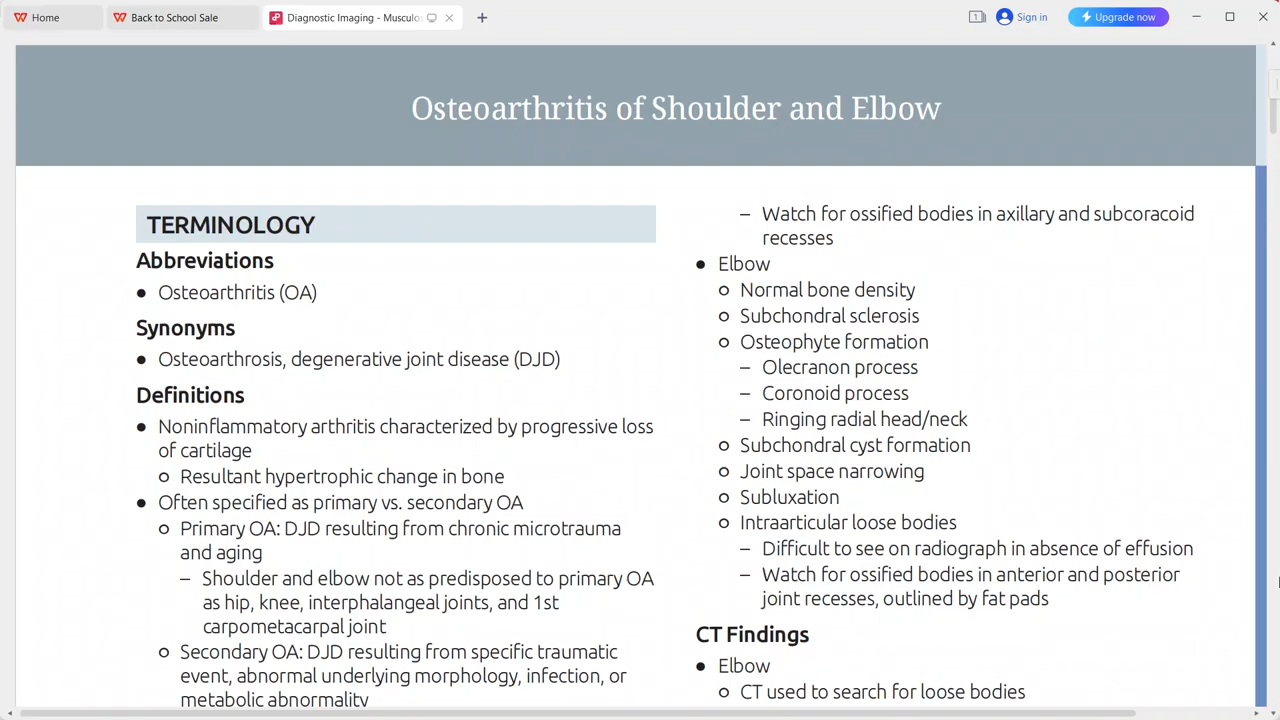 Home
Back to School Sale
Diagnostic Imaging - Musculo
1
Sign in
Upgrade now
Osteoarthritis of Shoulder and Elbow
TERMINOLOGY
Abbreviations
● Osteoarthritis (OA)
Synonyms
● Osteoarthrosis, degenerative joint disease (DJD)
Definitions
● Noninflammatory arthritis characterized by progressive loss
of cartilage
○ Resultant hypertrophic change in bone
● Often specified as primary vs. secondary OA
○ Primary OA: DJD resulting from chronic microtrauma
and aging
– Shoulder and elbow not as predisposed to primary OA
as hip, knee, interphalangeal joints, and 1st
carpometacarpal joint
○ Secondary OA: DJD resulting from specific traumatic
event, abnormal underlying morphology, infection, or
metabolic abnormality
– Watch for ossified bodies in axillary and subcoracoid
recesses
● Elbow
○ Normal bone density
○ Subchondral sclerosis
○ Osteophyte formation
– Olecranon process
– Coronoid process
– Ringing radial head/neck
○ Subchondral cyst formation
○ Joint space narrowing
○ Subluxation
○ Intraarticular loose bodies
– Difficult to see on radiograph in absence of effusion
– Watch for ossified bodies in anterior and posterior
joint recesses, outlined by fat pads
CT Findings
● Elbow
○ CT used to search for loose bodies